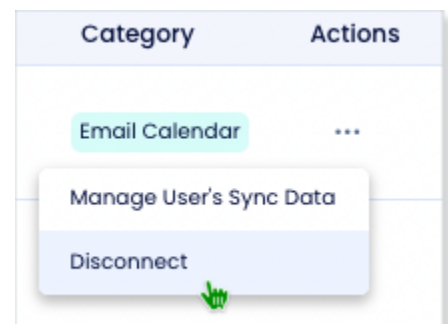 Category Actions
Email Calendar ...
Manage User's Sync Data
Disconnect